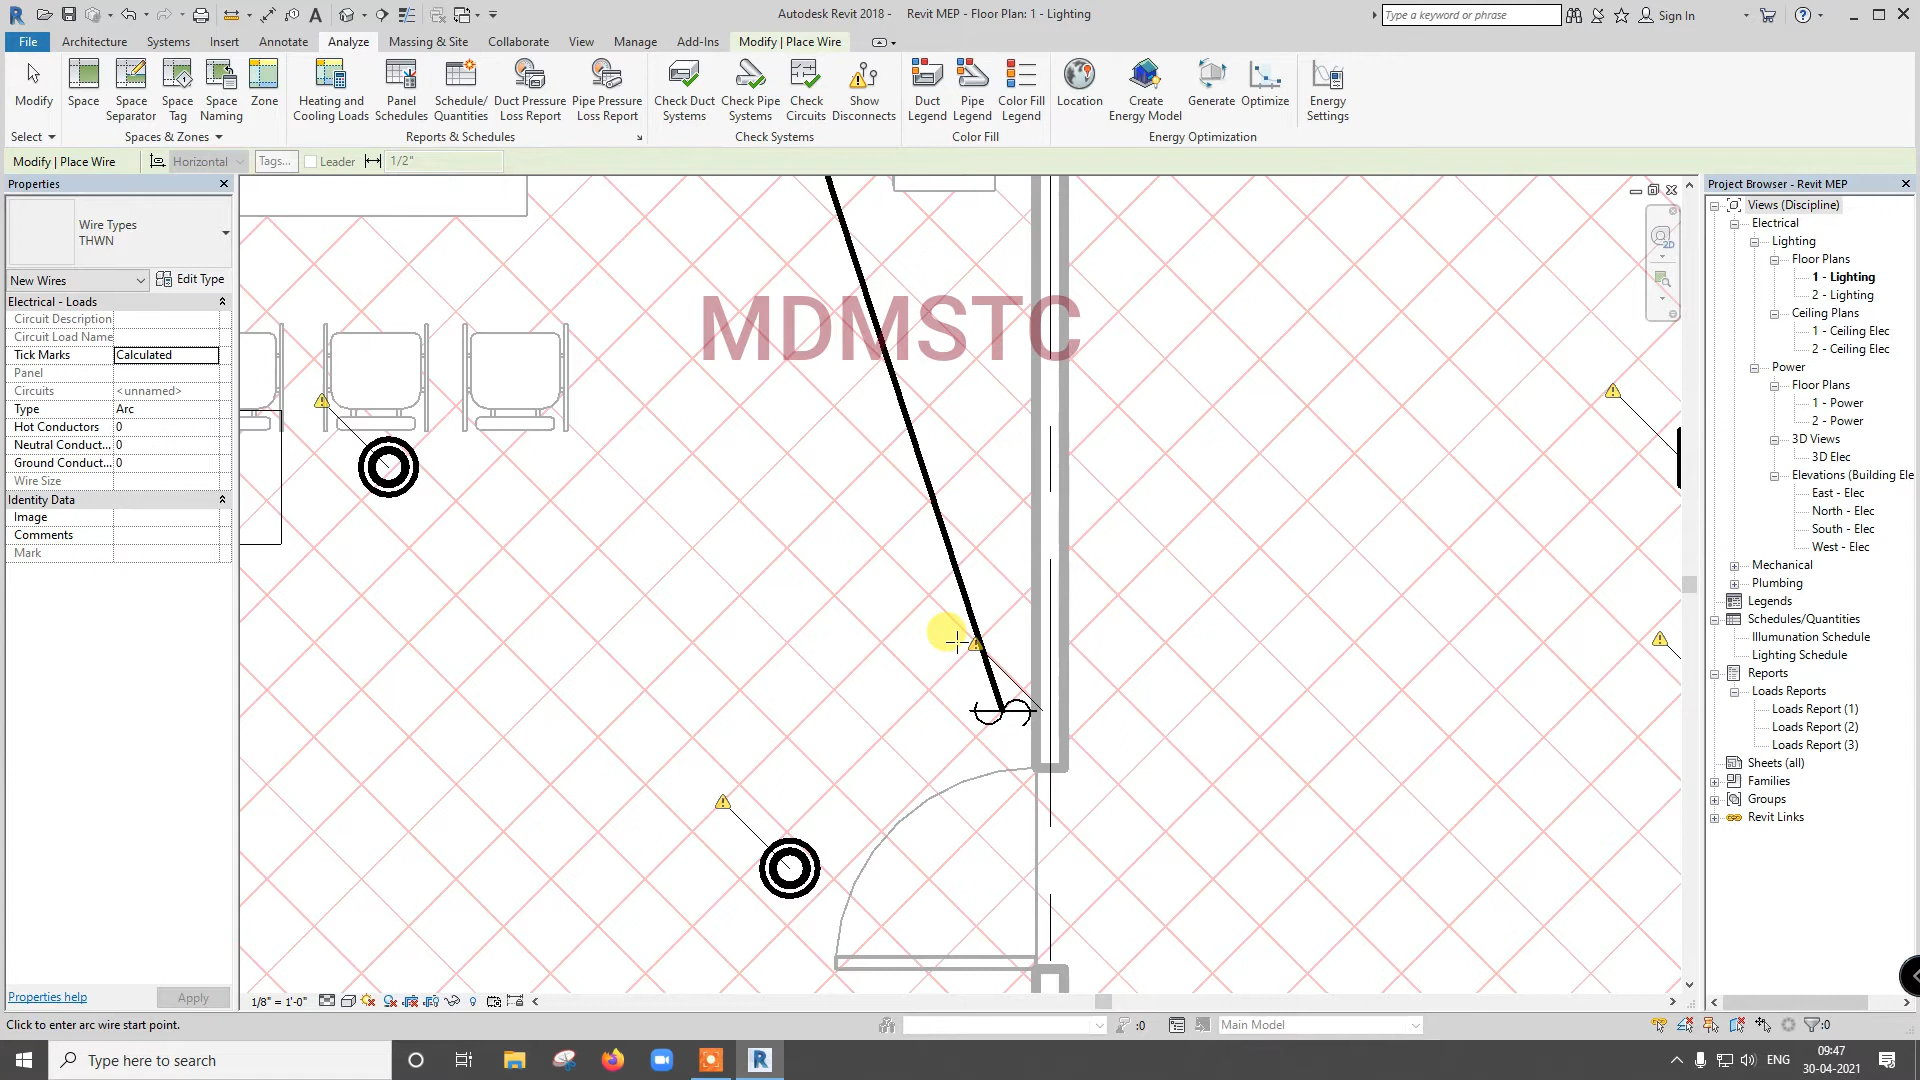 Autodesk Revit 2018 - Revit MEP - Floor Plan: 1 - Lighting
Type a keyword or phrase
Sign In
File Architecture Systems Insert Annotate Analyze Massing & Site Collaborate View Manage Add-Ins Modify | Place Wire
Modify
Space
Space Separator
Space Tag
Space Naming
Zone
Heating and Cooling Loads
Panel Schedules
Schedule/ Quantities
Duct Pressure Loss Report
Pipe Pressure Loss Report
Check Duct Systems
Check Pipe Systems
Check Circuits
Show Disconnects
Duct Legend
Pipe Legend
Color Fill Legend
Location
Create Energy Model
Generate
Optimize
Energy Settings
Select
Spaces & Zones
Reports & Schedules
Check Systems
Color Fill
Energy Optimization
Modify | Place Wire
Horizontal
Tags...
Leader
1/2"
Properties
Wire Types
THWN
New Wires
Edit Type
Electrical - Loads
Circuit Description
Circuit Load Name
Tick Marks Calculated
Panel
Circuits <unnamed>
Type Arc
Hot Conductors 0
Neutral Conduct... 0
Ground Conduct... 0
Wire Size
Identity Data
Image
Comments
Mark
Properties help
Apply
MDMSTC
2D
Project Browser - Revit MEP
Views (Discipline)
Electrical
Lighting
Floor Plans
1 - Lighting
2 - Lighting
Ceiling Plans
1 - Ceiling Elec
2 - Ceiling Elec
Power
Floor Plans
1 - Power
2 - Power
3D Views
3D Elec
Elevations (Building Ele
East - Elec
North - Elec
South - Elec
West - Elec
Mechanical
Plumbing
Legends
Schedules/Quantities
Illumunation Schedule
Lighting Schedule
Reports
Loads Reports
Loads Report (1)
Loads Report (2)
Loads Report (3)
Sheets (all)
Families
Groups
Revit Links
1/8" = 1'-0"
Click to enter arc wire start point.
:0
Main Model
:0
Type here to search
ENG
09:47
30-04-2021